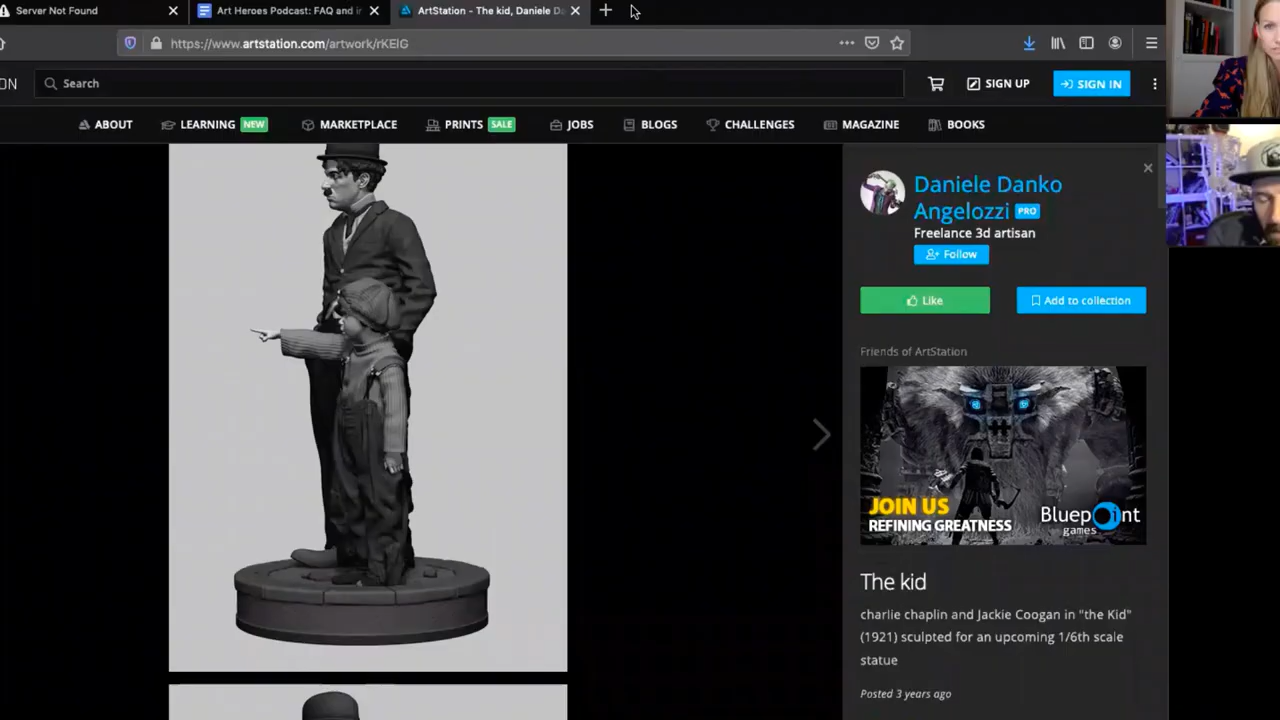 Server Not Found
Art Heroes Podcast: FAQ and i
ArtStation - The kid, Daniele D
https://www.artstation.com/artwork/rKElG
ON
Search
SIGN UP
SIGN IN
ABOUT
LEARNING NEW
MARKETPLACE
PRINTS SALE
JOBS
BLOGS
CHALLENGES
MAGAZINE
BOOKS
Daniele Danko
Angelozzi PRO
Freelance 3d artisan
Follow
Like
Add to collection
Friends of ArtStation
JOIN US
REFINING GREATNESS
Bluepoint
games
The kid
charlie chaplin and Jackie Coogan in "the Kid"
(1921) sculpted for an upcoming 1/6th scale
statue
Posted 3 years ago